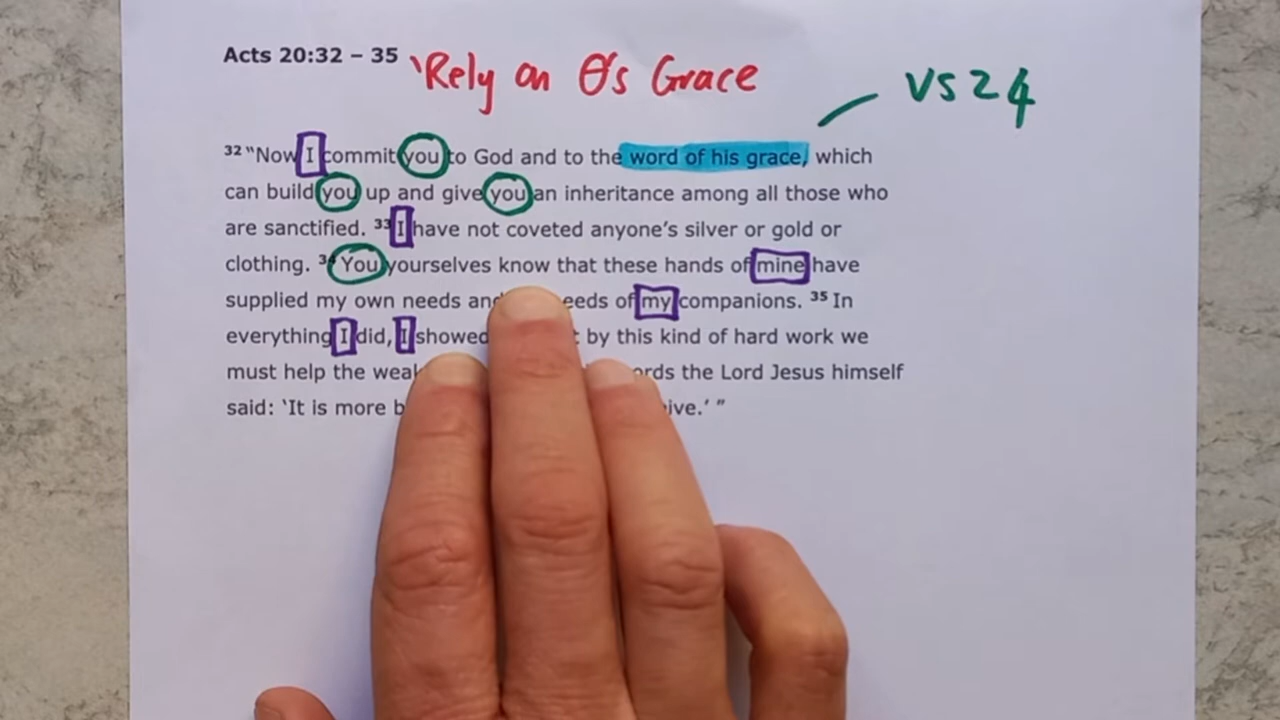 Acts 20:32 – 35 'Rely on θ's Grace
vs 24
³² “Now I commit you to God and to the word of his grace, which
can build you up and give you an inheritance among all those who
are sanctified. ³³ I have not coveted anyone’s silver or gold or
clothing. ³⁴ You yourselves know that these hands of mine have
supplied my own needs and eeds of my companions. ³⁵ In
everything I did, I showed by this kind of hard work we
must help the weak the Lord Jesus himself
said: ‘It is more ive.’ ”